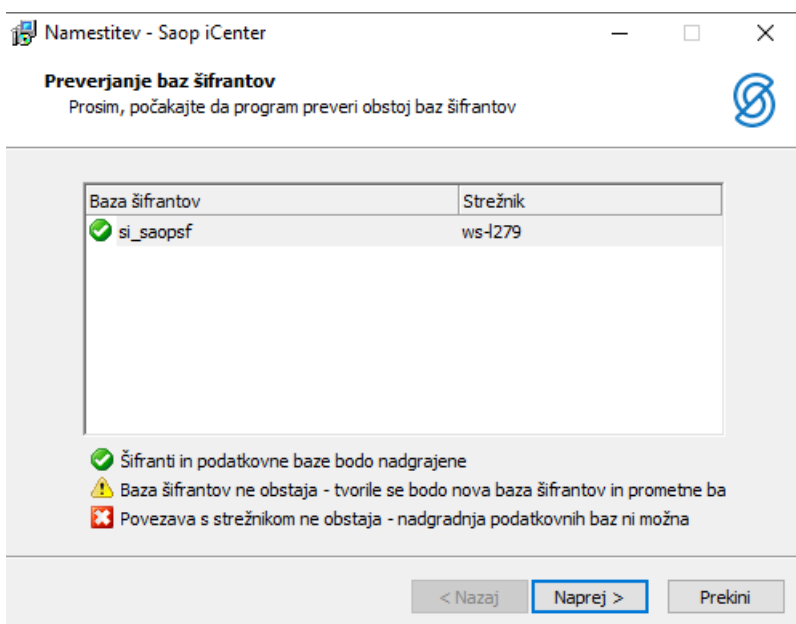 Namestitev - Saop iCenter
Preverjanje baz šifrantov
Prosim, počakajte da program preveri obstoj baz šifrantov
Baza šifrantov Strežnik
si_saopsf ws-l279
Šifranti in podatkovne baze bodo nadgrajene
Baza šifrantov ne obstaja - tvorile se bodo nova baza šifrantov in prometne ba
Povezava s strežnikom ne obstaja - nadgradnja podatkovnih baz ni možna
< Nazaj Naprej > Prekini